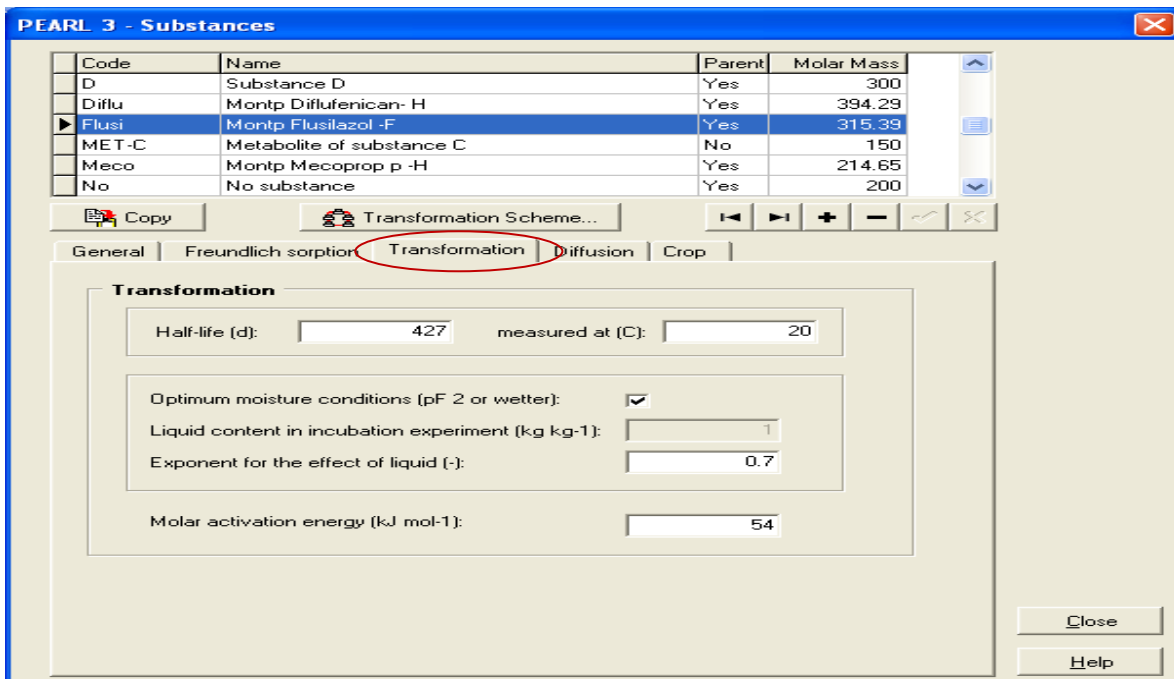 PEARL 3 - Substances
Code Name Parent Molar Mass
D Substance D Yes 300
Diflu Montp Diflufenican- H Yes 394.29
Flusi Montp Flusilazol -F Yes 315.39
MET-C Metabolite of substance C No 150
Meco Montp Mecoprop p -H Yes 214.65
No No substance Yes 200
Copy Transformation Scheme...
General Freundlich sorption Transformation Diffusion Crop
Transformation
Half-life (d): 427 measured at (C): 20
Optimum moisture conditions (pF 2 or wetter):
Liquid content in incubation experiment (kg kg-1): 1
Exponent for the effect of liquid (-): 0.7
Molar activation energy (kJ mol-1): 54
Close
Help